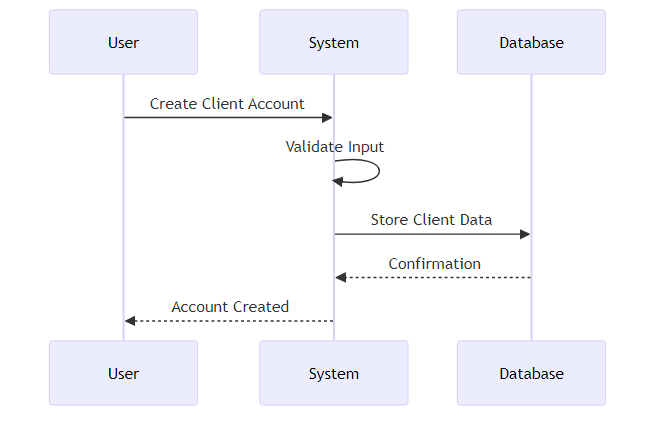 User
System
Database
Create Client Account
Validate Input
Store Client Data
Confirmation
Account Created
User
System
Database